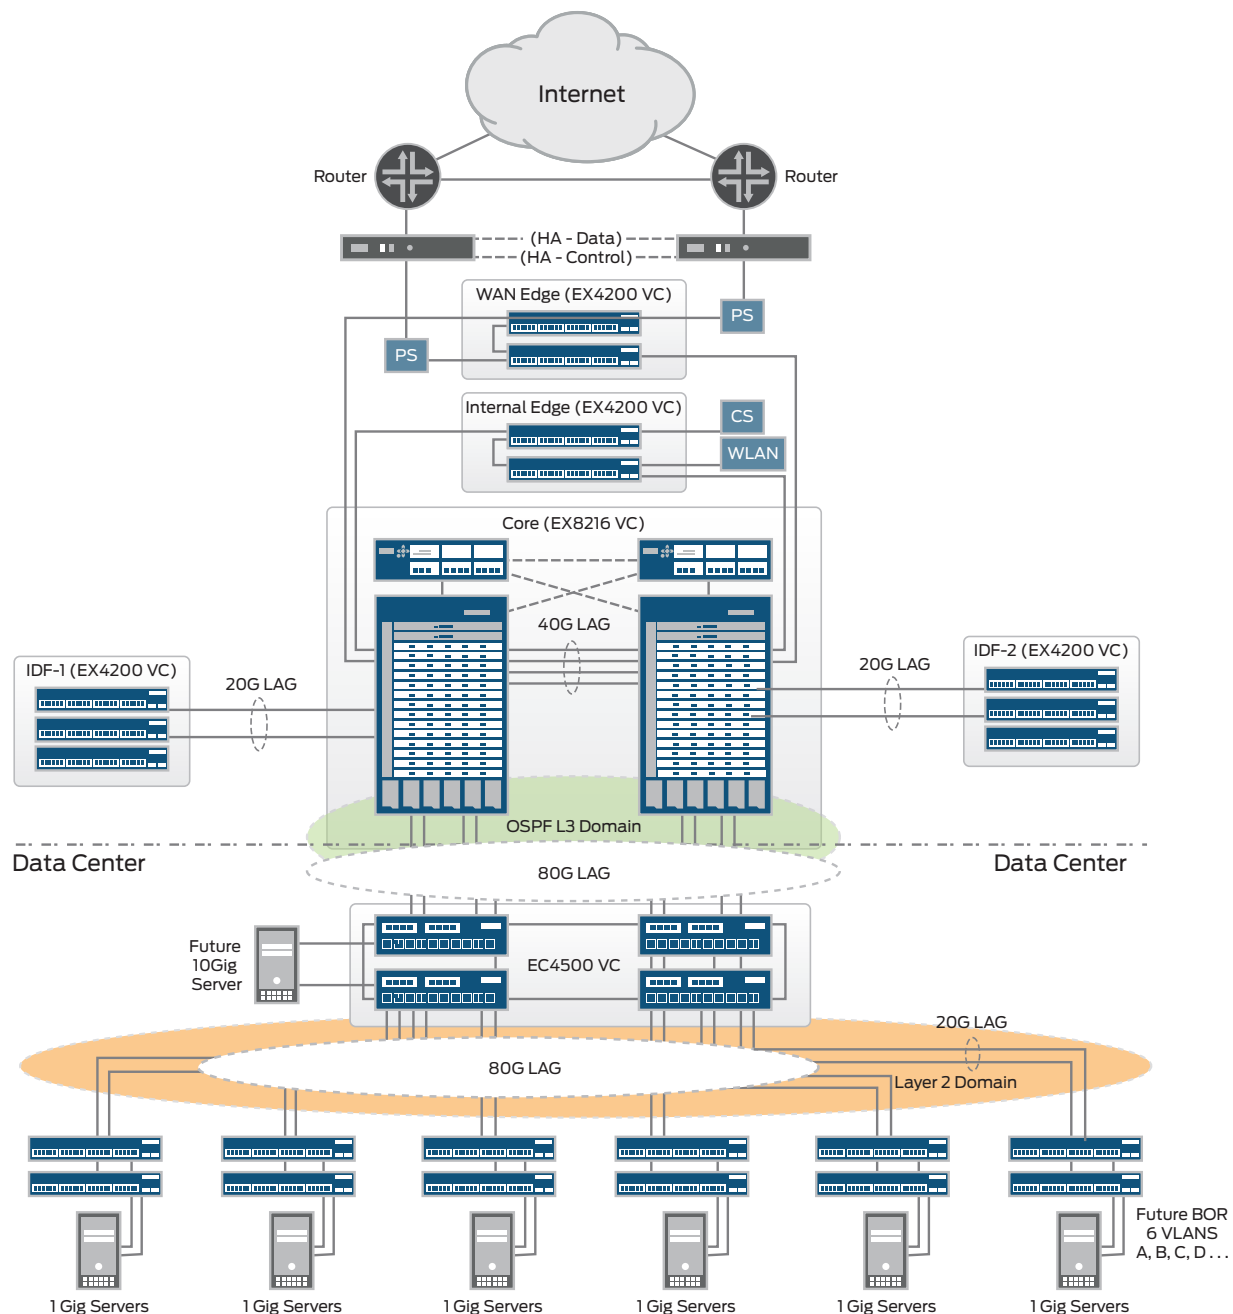 Internet
Router
Router
(HA - Data)
(HA - Control)
WAN Edge (EX4200 VC)
PS
PS
Internal Edge (EX4200 VC)
CS
WLAN
Core (EX8216 VC)
40G LAG
IDF-1 (EX4200 VC)
20G LAG
20G LAG
IDF-2 (EX4200 VC)
OSPF L3 Domain
Data Center
Data Center
80G LAG
Future
10Gig
Server
EC4500 VC
20G LAG
80G LAG
Layer 2 Domain
Future BOR
6 VLANS
A, B, C, D . . .
1 Gig Servers
1 Gig Servers
1 Gig Servers
1 Gig Servers
1 Gig Servers
1 Gig Servers